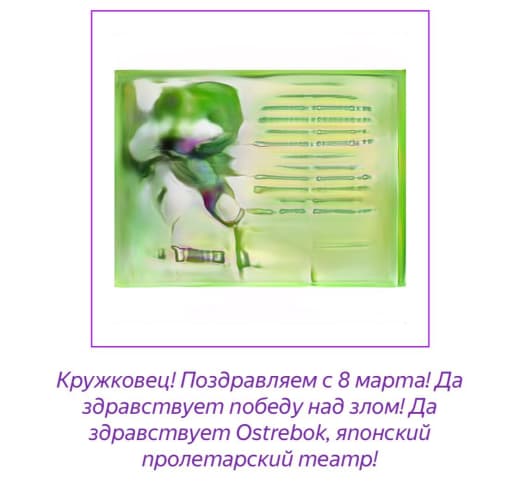 Кружковец! Поздравляем с 8 марта! Да
здравствует победу над злом! Да
здравствует Ostrebok, японский
пролетарский театр!